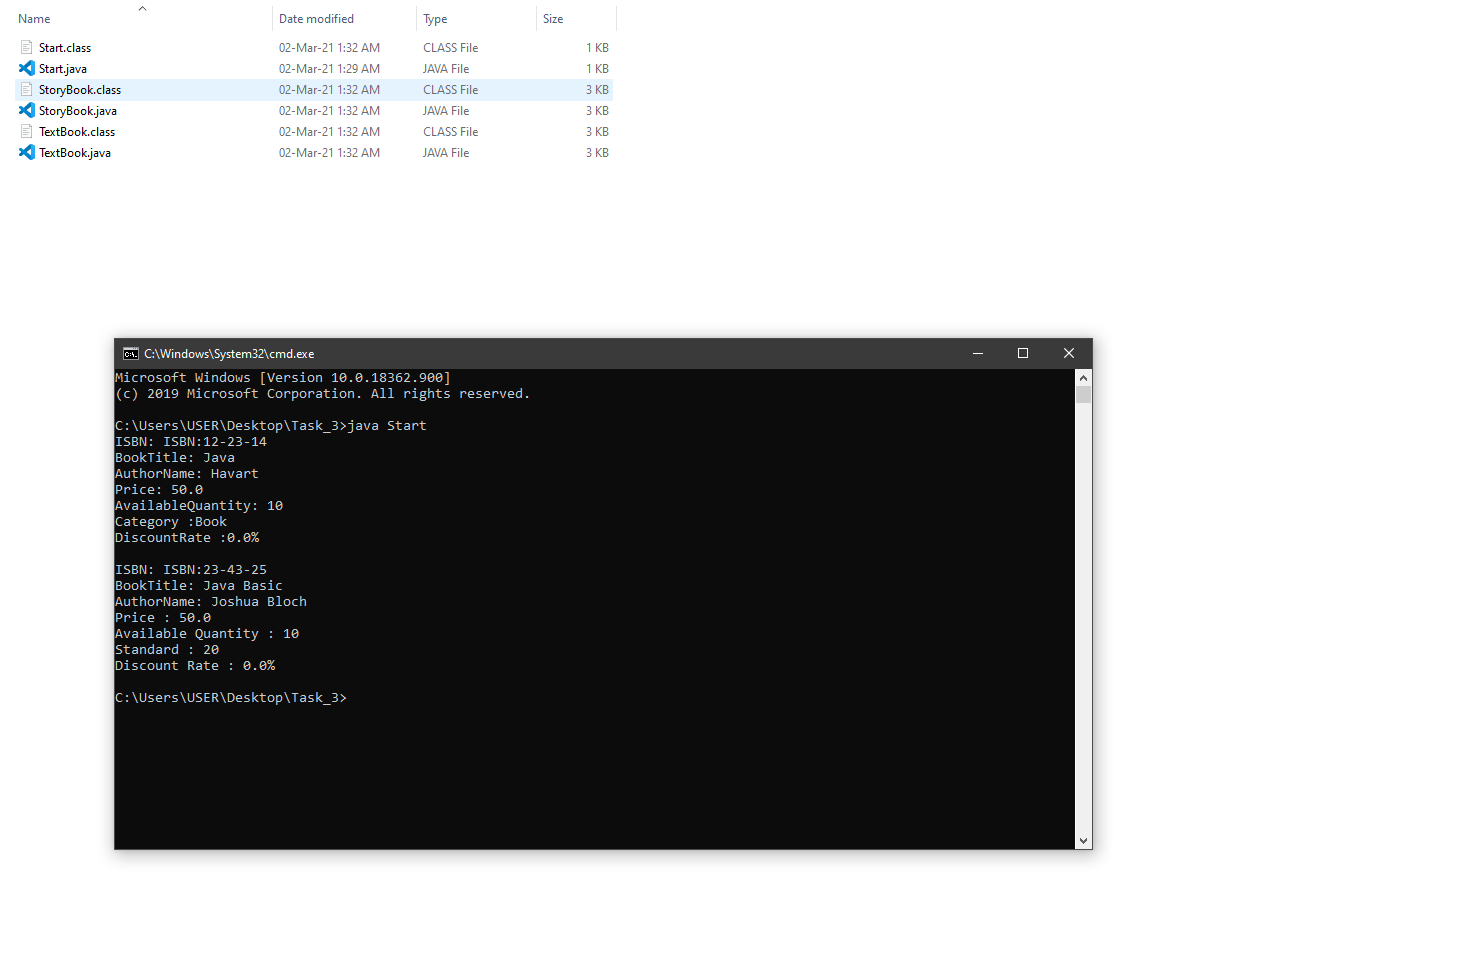 Name Date modified Type Size
Start.class 02-Mar-21 1:32 AM CLASS File 1 KB
Start.java 02-Mar-21 1:29 AM JAVA File 1 KB
StoryBook.class 02-Mar-21 1:32 AM CLASS File 3 KB
StoryBook.java 02-Mar-21 1:32 AM JAVA File 3 KB
TextBook.class 02-Mar-21 1:32 AM CLASS File 3 KB
TextBook.java 02-Mar-21 1:32 AM JAVA File 3 KB
C:\Windows\System32\cmd.exe
Microsoft Windows [Version 10.0.18362.900]
(c) 2019 Microsoft Corporation. All rights reserved.
C:\Users\USER\Desktop\Task_3>java Start
ISBN: ISBN:12-23-14
BookTitle: Java
AuthorName: Havart
Price: 50.0
AvailableQuantity: 10
Category :Book
DiscountRate :0.0%
ISBN: ISBN:23-43-25
BookTitle: Java Basic
AuthorName: Joshua Bloch
Price : 50.0
Available Quantity : 10
Standard : 20
Discount Rate : 0.0%
C:\Users\USER\Desktop\Task_3>